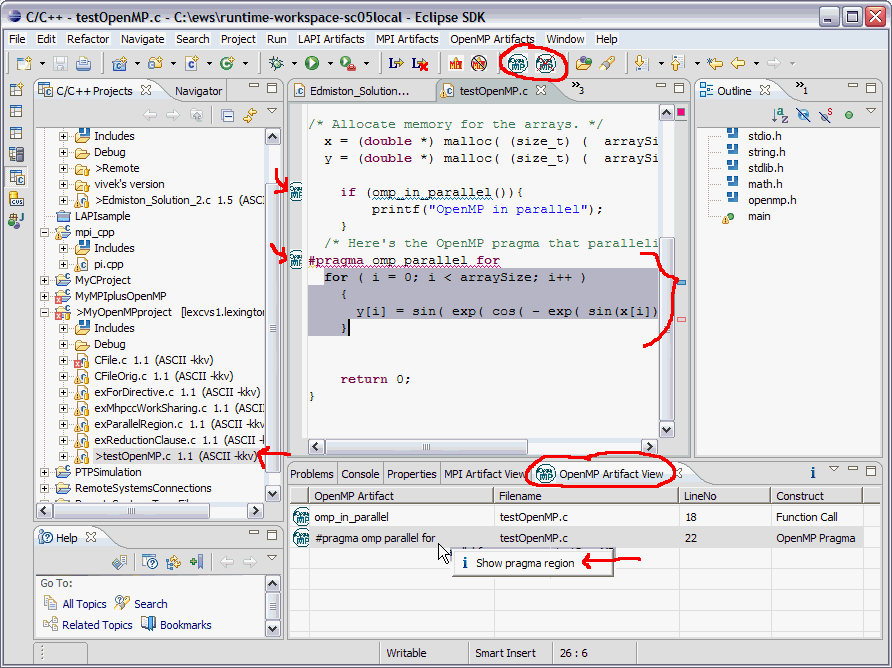 C/C++ - testOpenMP.c - C:\ews\runtime-workspace-sc05local - Eclipse SDK
File Edit Refactor Navigate Search Project Run LAPI Artifacts MPI Artifacts OpenMP Artifacts Window Help
C/C++ Projects Navigator
Includes
Debug
>Remote
vivek's version
>Edmiston_Solution_2.c 1.5 (ASCI
LAPIsample
mpi_cpp
Includes
pi.cpp
MyCProject
MyMPIplusOpenMP
>MyOpenMPproject [lexcvs1.lexington
Includes
Debug
CFile.c 1.1 (ASCII -kkv)
CFileOrig.c 1.1 (ASCII -kkv)
exForDirective.c 1.1 (ASCII -kkv)
exMhpccWorkSharing.c 1.1 (ASCII
exParallelRegion.c 1.1 (ASCII -kk
exReductionClause.c 1.1 (ASCII -k
>testOpenMP.c 1.1 (ASCII -kkv)
PTPSimulation
RemoteSystemsConnections
Edmiston_Solution... testOpenMP.c 3
/* Allocate memory for the arrays. */
x = (double *) malloc( (size_t) ( arraySi
y = (double *) malloc( (size_t) ( arraySi
if (omp_in_parallel()){
printf("OpenMP in parallel");
}
/* Here's the OpenMP pragma that paralleli
#pragma omp parallel for
for ( i = 0; i < arraySize; i++ )
{
y[i] = sin( exp( cos( - exp( sin(x[i])
}
return 0;
}
Outline 1
stdio.h
string.h
stdlib.h
math.h
openmp.h
main
Help
Go To:
All Topics Search
Related Topics Bookmarks
Problems Console Properties MPI Artifact View OpenMP Artifact View
OpenMP Artifact Filename LineNo Construct
omp_in_parallel testOpenMP.c 18 Function Call
#pragma omp parallel for testOpenMP.c 22 OpenMP Pragma
Show pragma region
Writable Smart Insert 26 : 6